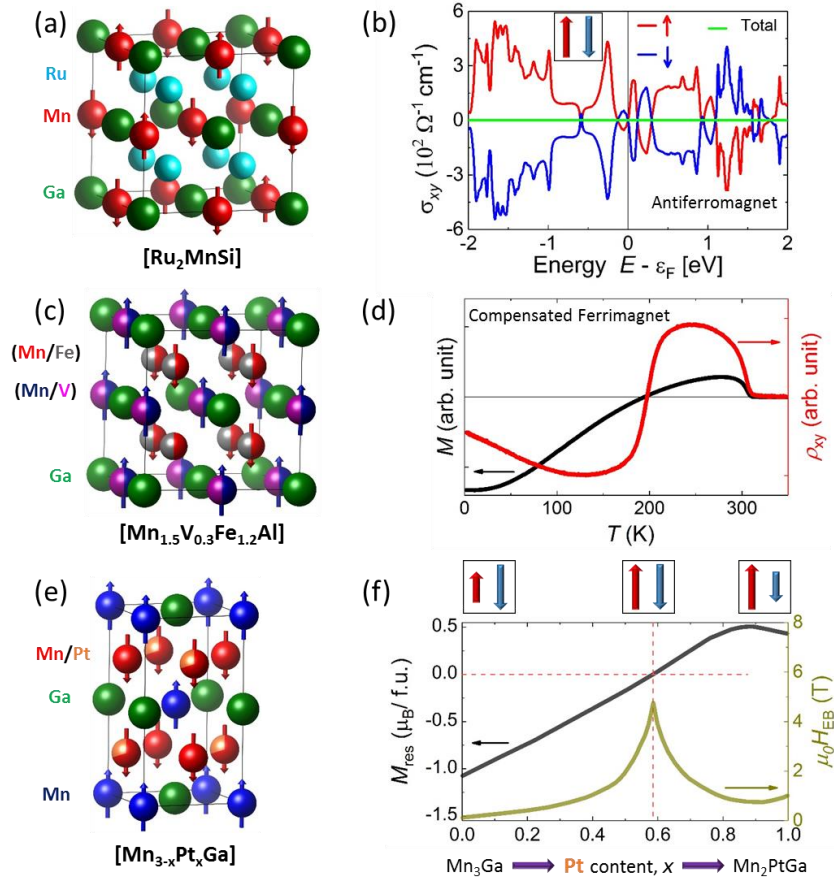 (a)
Ru
Mn
Ga
[Ru₂MnSi]
(b)
6
3
0
-3
-6
σxy (10² Ω⁻¹ cm⁻¹)
↑
↓
Total
Antiferromagnet
-2 -1 0 1 2
Energy E - εF [eV]
(c)
(Mn/Fe)
(Mn/V)
Ga
[Mn₁.₅V₀.₃Fe₁.₂Al]
(d)
Compensated Ferrimagnet
M (arb. unit)
ρxy (arb. unit)
0 100 200 300
T (K)
(e)
Mn/Pt
Ga
Mn
[Mn₃₋ₓPtₓGa]
(f)
0.5
0.0
-0.5
-1.0
-1.5
Mres (μB/ f.u.)
8
6
4
2
0
μ₀HEB (T)
0.0 0.2 0.4 0.6 0.8 1.0
Mn₃Ga Pt content, x Mn₂PtGa